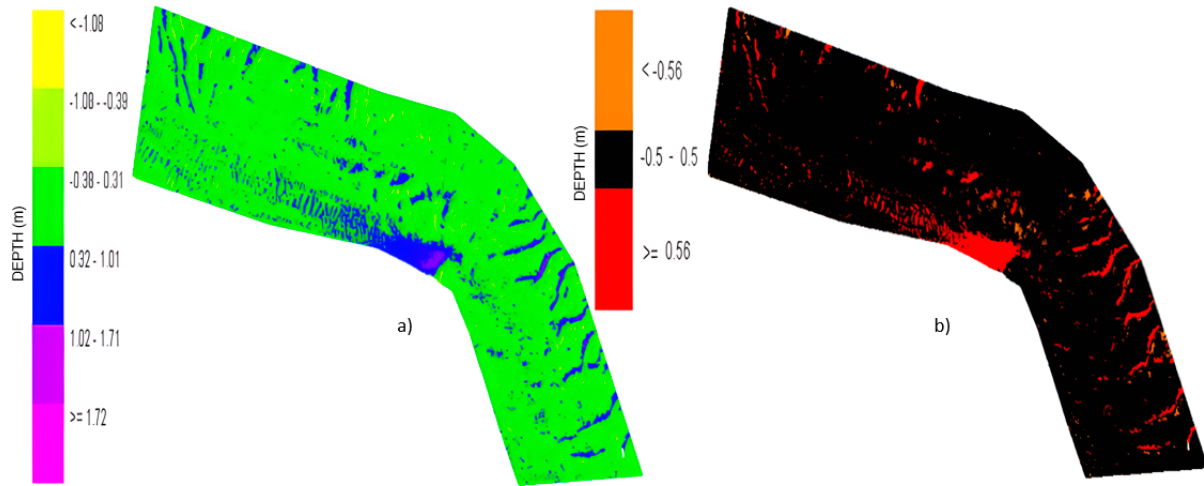 < -1.08
-1.08 - -0.39
-0.38 - 0.31
0.32 - 1.01
1.02 - 1.71
>= 1.72
DEPTH (m)
a)
< -0.56
-0.5 - 0.5
>= 0.56
DEPTH (m)
b)